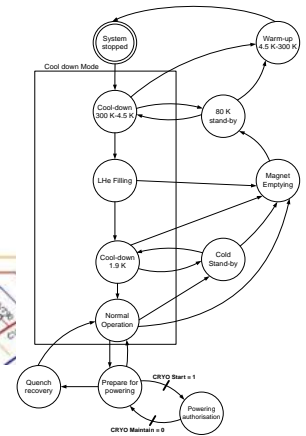 System
stopped
Warm-up
4.5 K-300 K
Cool down Mode
Cool-down
300 K-4.5 K
80 K
stand-by
LHe Filling
Magnet
Emptying
Cool-down
1.9 K
Cold
Stand-by
Normal
Operation
Quench
recovery
Prepare for
powering
CRYO Start = 1
Powering
authorisation
CRYO Maintain = 0